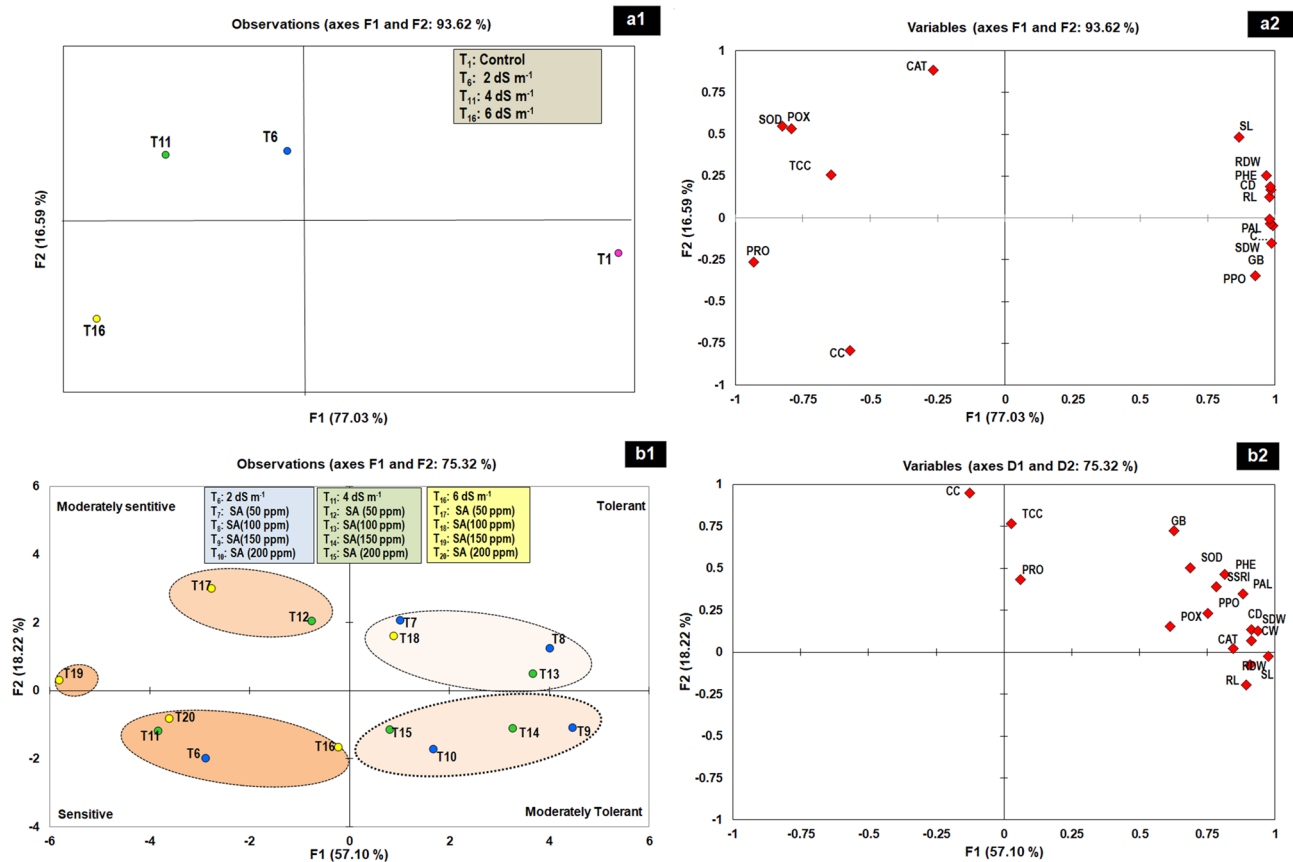 Observations (axes F1 and F2: 93.62 %)
a1
T1: Control
T6: 2 dS m-1
T11: 4 dS m-1
T16: 6 dS m-1
T11
T6
T1
T16
F2 (16.59 %)
F1 (77.03 %)
Variables (axes F1 and F2: 93.62 %)
a2
1
CAT
0.75
SOD
POX
SL
0.5
TCC
RDW
0.25
PHE
CD
RL
0
PAL
C...
SDW
PRO
-0.25
GB
PPO
-0.5
CC
-0.75
-1
-1
-0.75
-0.5
-0.25
0
0.25
0.5
0.75
1
F2 (16.59 %)
F1 (77.03 %)
Observations (axes F1 and F2: 75.32 %)
b1
6
Moderately sentitive
Tolerant
T6: 2 dS m-1
T7: SA (50 ppm)
T8: SA(100 ppm)
T9: SA(150 ppm)
T10: SA (200 ppm)
T11: 4 dS m-1
T12: SA (50 ppm)
T13: SA(100 ppm)
T14: SA(150 ppm)
T15: SA (200 ppm)
T16: 6 dS m-1
T17: SA (50 ppm)
T18: SA(100 ppm)
T19: SA(150 ppm)
T20: SA (200 ppm)
4
T17
T12
T7
2
T18
T8
T19
T13
0
T20
T11
T15
T14
T9
T6
T16
T10
-2
Sensitive
Moderately Tolerant
-4
-6
-4
-2
0
2
4
6
F2 (18.22 %)
F1 (57.10 %)
Variables (axes D1 and D2: 75.32 %)
b2
1
CC
TCC
0.75
GB
SOD
PHE
0.5
PRO
SSRI
PAL
PPO
0.25
POX
CD
SDW
CW
CAT
0
RDW
SL
RL
-0.25
-0.5
-0.75
-1
-1
-0.75
-0.5
-0.25
0
0.25
0.5
0.75
1
F2 (18.22 %)
F1 (57.10 %)